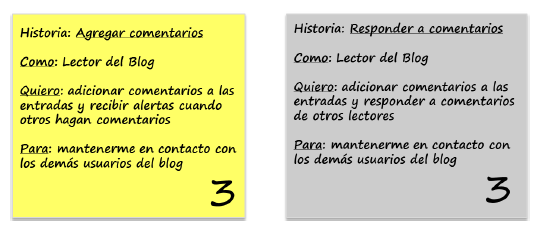 Historia: Agregar comentarios
Como: Lector del Blog
Quiero: adicionar comentarios a las
entradas y recibir alertas cuando
otros hagan comentarios
Para: mantenerme en contacto con
los demás usuarios del blog
3
Historia: Responder a comentarios
Como: Lector del Blog
Quiero: adicionar comentarios a las
entradas y responder a comentarios
de otros lectores
Para: mantenerme en contacto con
los demás usuarios del blog
3